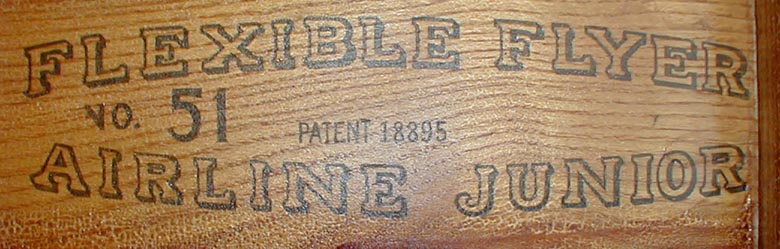 FLEXIBLE FLYER
NO. 51 PATENT 18895
AIRLINE JUNIOR